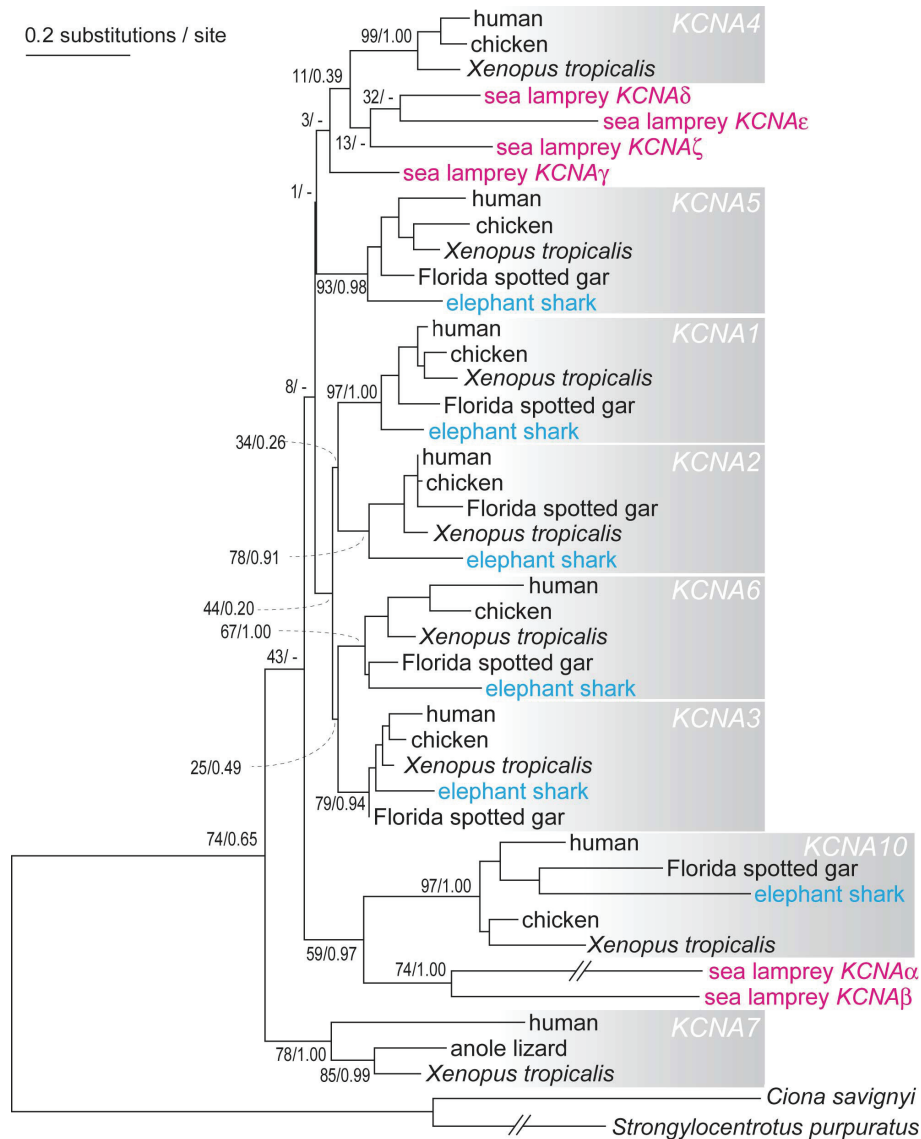 0.2 substitutions / site
KCNA4
human
99/1.00
chicken
Xenopus tropicalis
11/0.39
32/ -
sea lamprey KCNAδ
3/ -
sea lamprey KCNAε
13/ -
sea lamprey KCNAζ
sea lamprey KCNAγ
1/ -
KCNA5
human
chicken
Xenopus tropicalis
Florida spotted gar
93/0.98
elephant shark
KCNA1
human
chicken
Xenopus tropicalis
8/ -
97/1.00
Florida spotted gar
elephant shark
34/0.26
KCNA2
human
chicken
Florida spotted gar
Xenopus tropicalis
78/0.91
elephant shark
KCNA6
human
44/0.20
chicken
67/1.00
Xenopus tropicalis
43/ -
Florida spotted gar
elephant shark
KCNA3
human
chicken
25/0.49
Xenopus tropicalis
elephant shark
79/0.94
Florida spotted gar
74/0.65
KCNA10
human
Florida spotted gar
97/1.00
elephant shark
chicken
Xenopus tropicalis
59/0.97
74/1.00
sea lamprey KCNAα
sea lamprey KCNAβ
KCNA7
human
78/1.00
anole lizard
85/0.99
Xenopus tropicalis
Ciona savignyi
Strongylocentrotus purpuratus